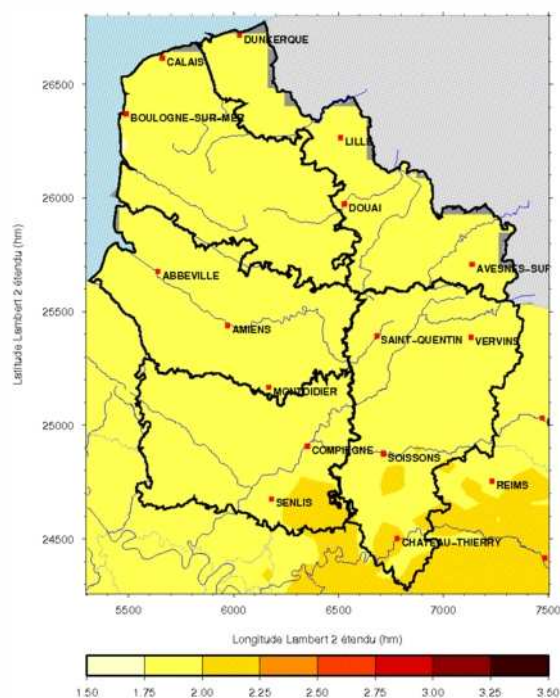 DUNKERQUE
26500
CALAIS
BOULOGNE-SUR-MER
LILLE
26000
DOUAI
ABBEVILLE
AVESNES-SUR
25500
AMIENS
SAINT-QUENTIN
VERVINS
MONTDIDIER
25000
COMPIEGNE
SOISSONS
SENLIS
REIMS
24500
CHATEAU-THIERRY
Latitude Lambert 2 étendu (hm)
5500 6000 6500 7000 7500
Longitude Lambert 2 étendu (hm)
1.50 1.75 2.00 2.25 2.50 2.75 3.00 3.25 3.50